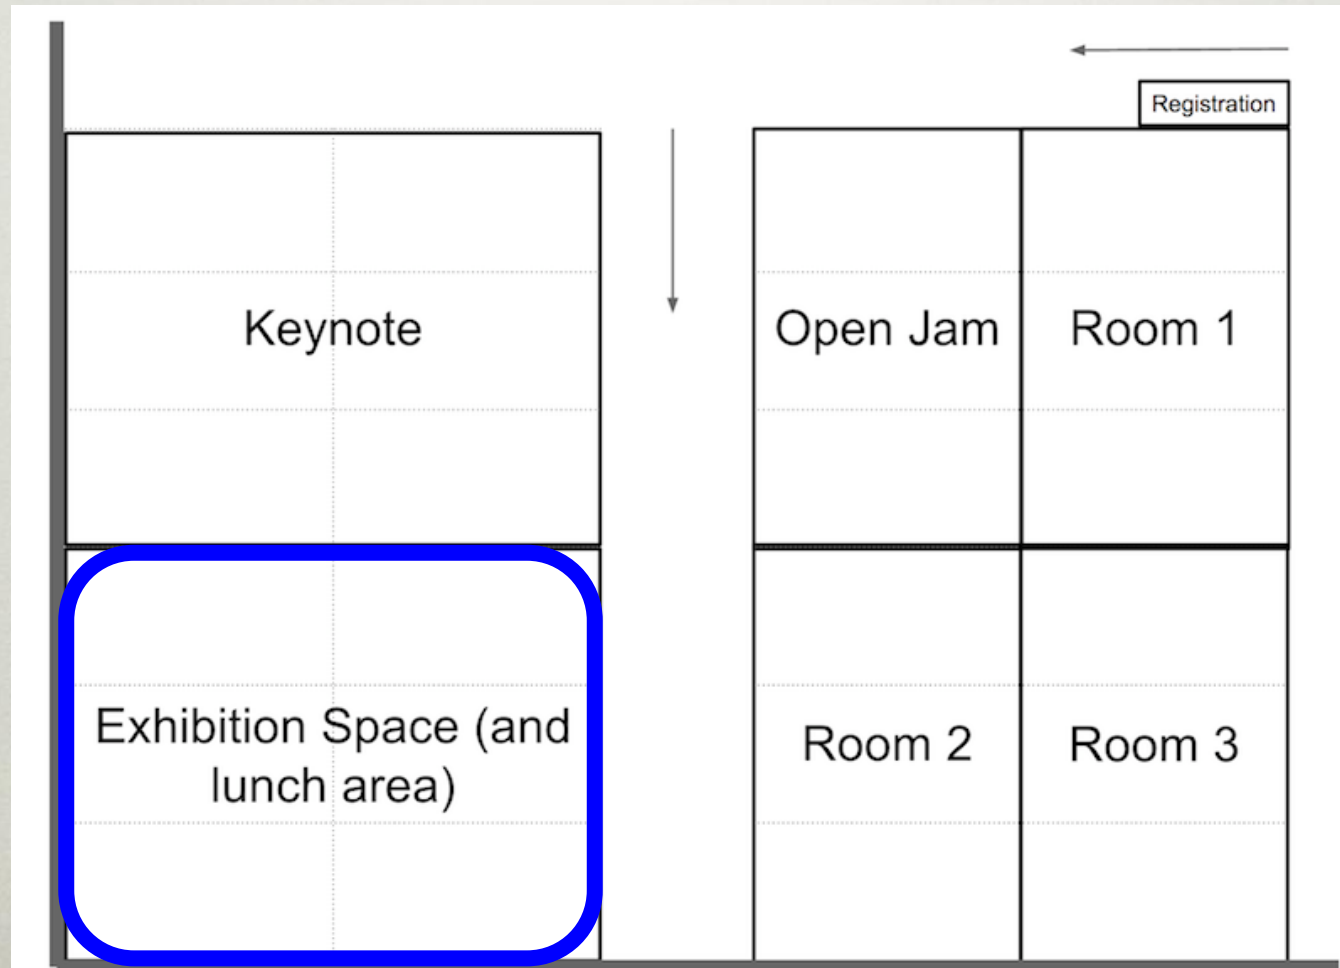 Registration
Keynote
Open Jam
Room 1
Exhibition Space (and
lunch area)
Room 2
Room 3